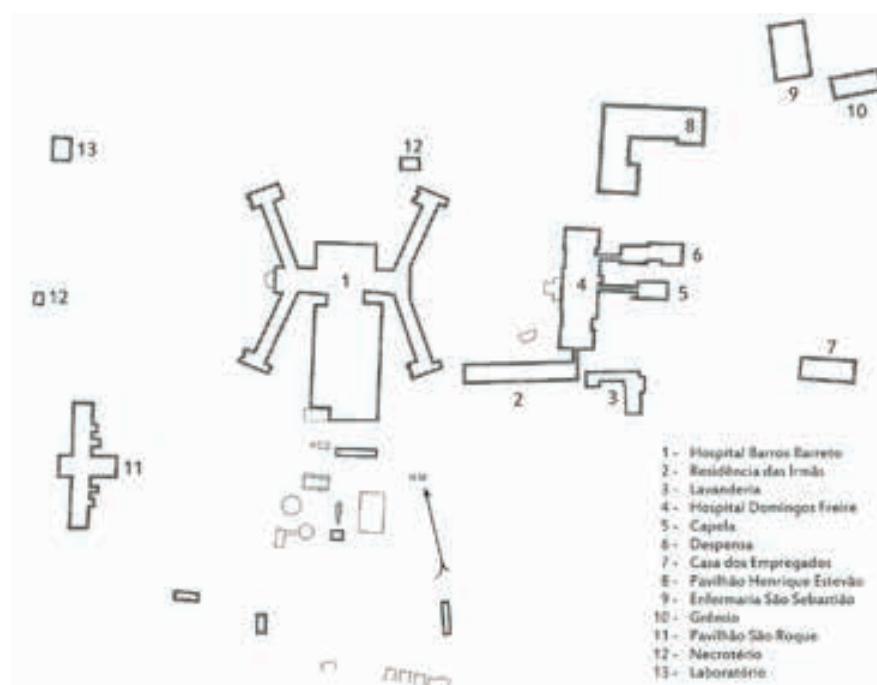 9
10
8
13
12
6
1
4
5
12
7
2
3
11
1 - Hospital Barros Barreto
2 - Residência das Irmãs
3 - Lavanderia
4 - Hospital Domingos Freire
5 - Capela
6 - Despensa
7 - Casa dos Empregados
8 - Pavilhão Henrique Estevão
9 - Enfermaria São Sebastião
10 - Grêmio
11 - Pavilhão São Roque
12 - Necrotério
13 - Laboratório